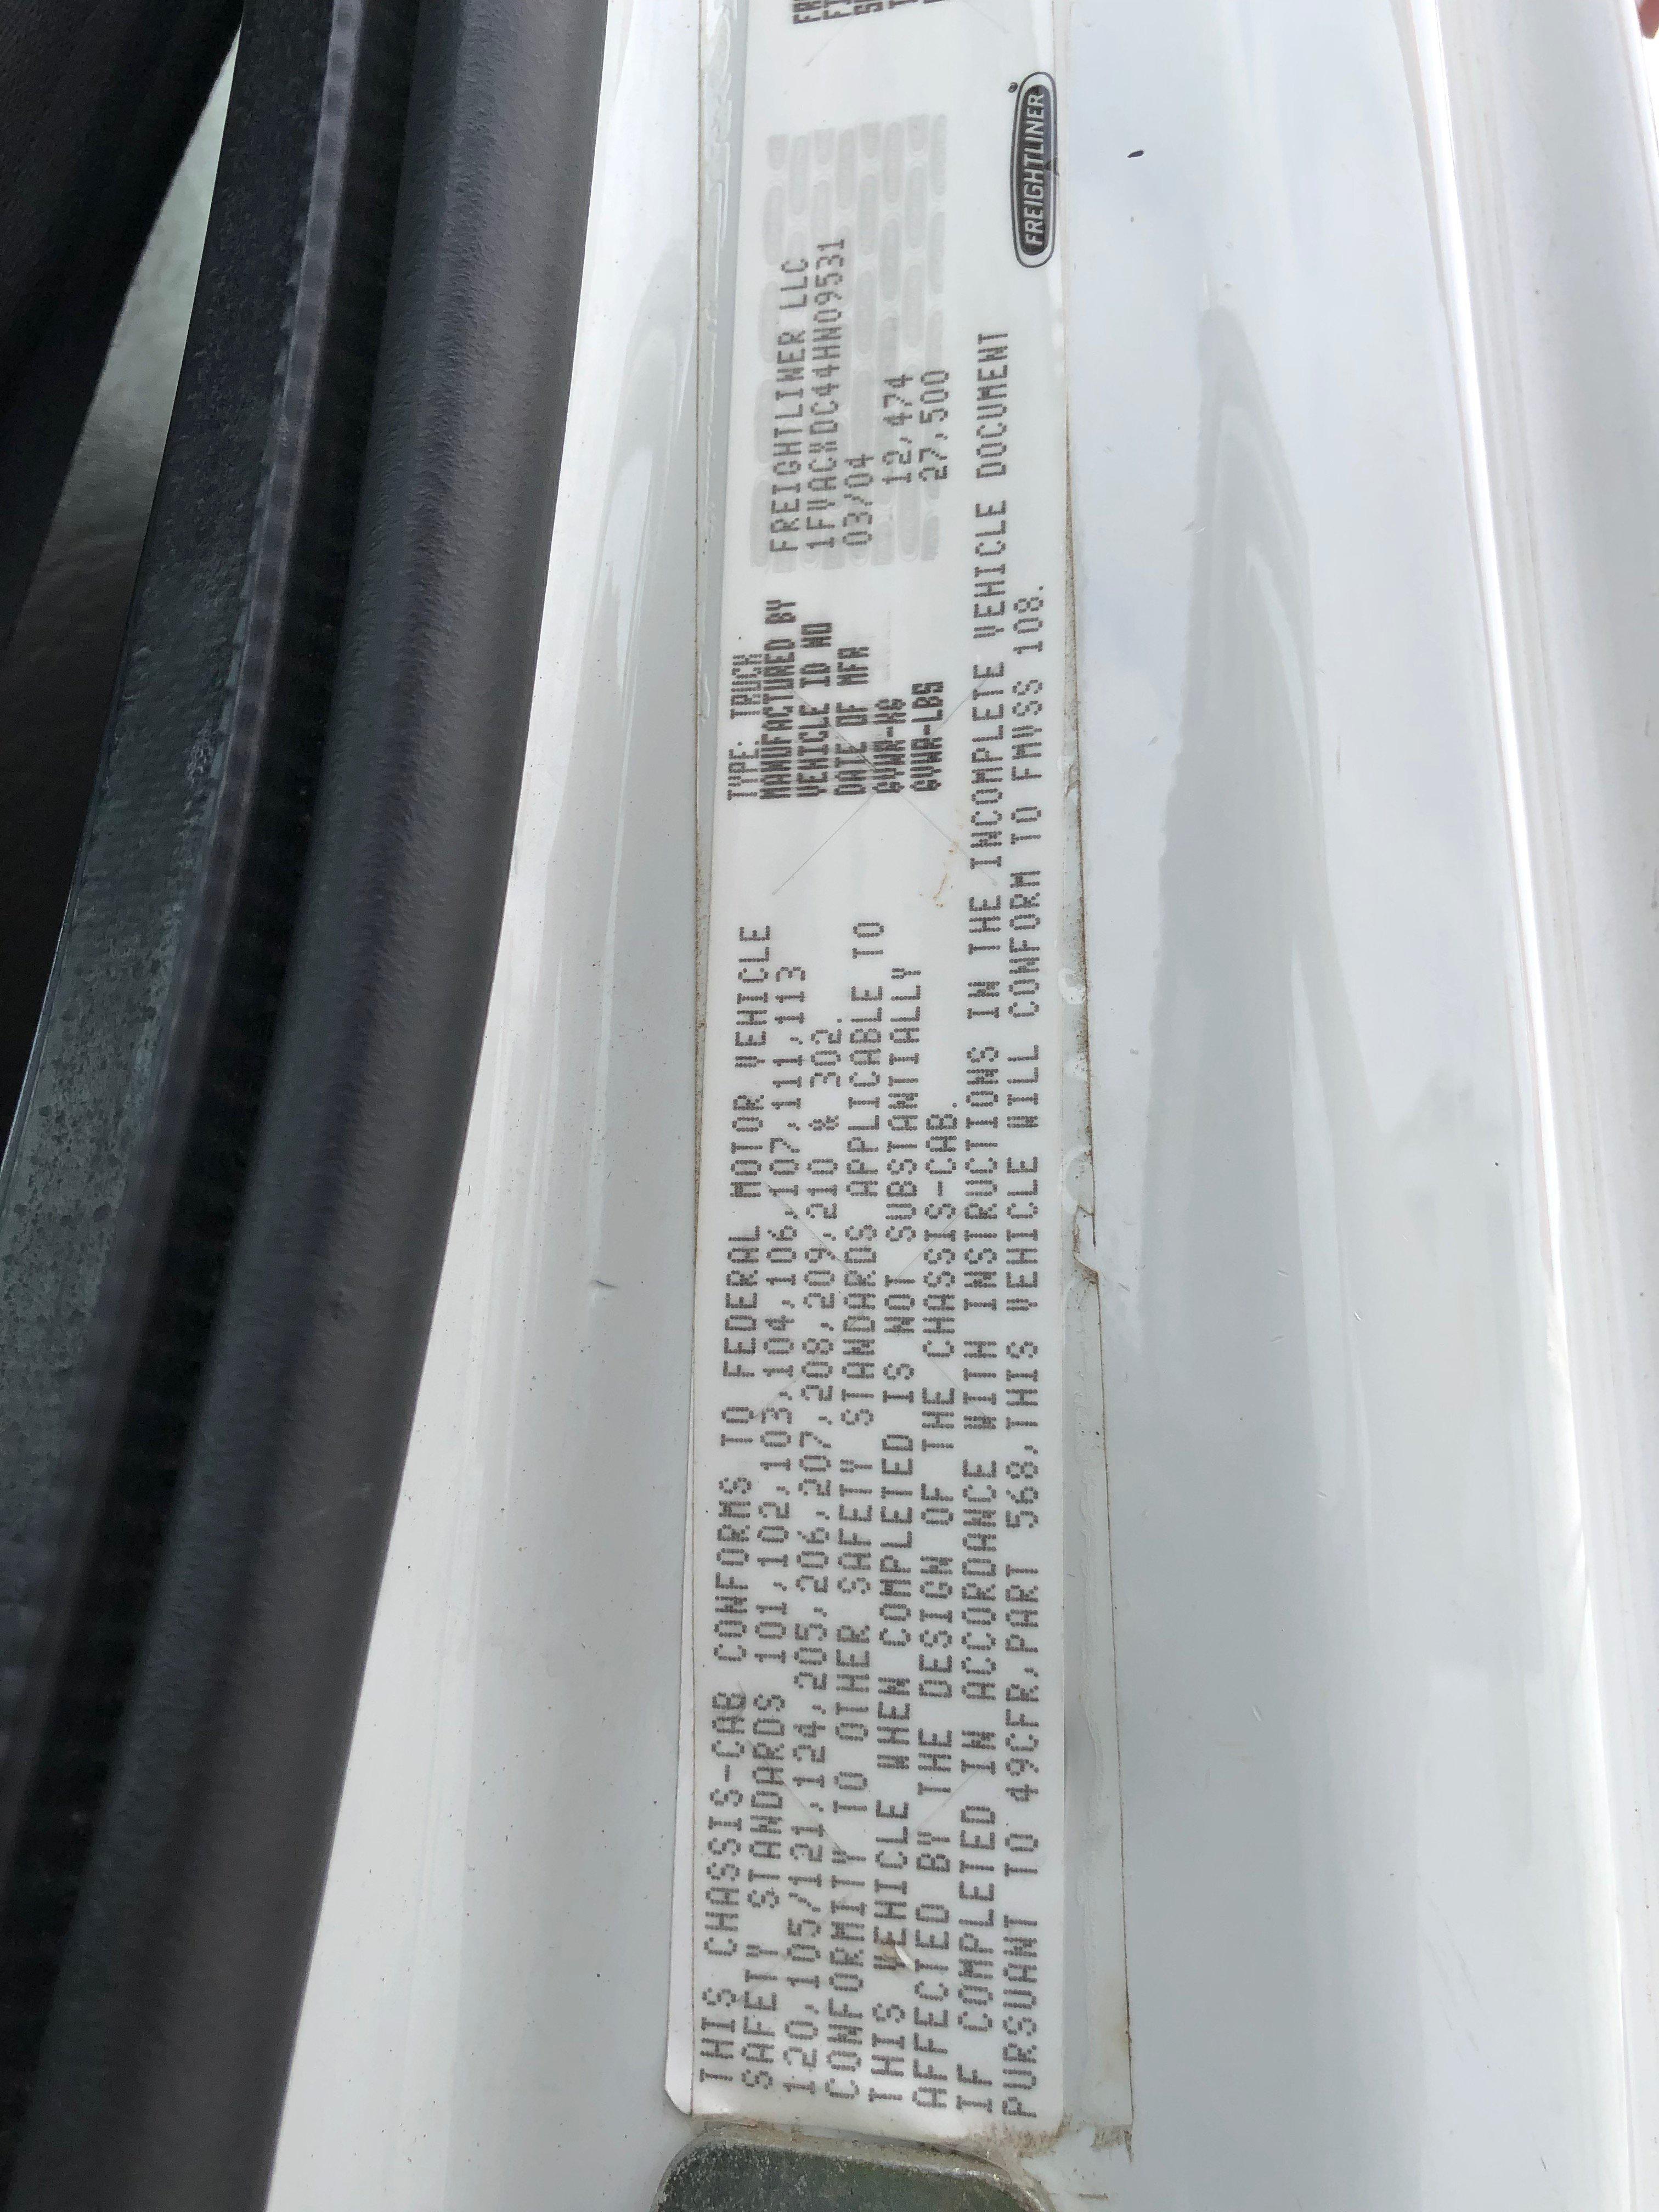 THIS CHASSIS-CAB CONFORMS TO FEDERAL MOTOR VEHICLE
SAFETY STANDARDS 101,102,103,104,106,107,111,113
120,105/121,124,205,206,207,208,209,210 & 302.
CONFORMITY TO OTHER SAFETY STANDARDS APPLICABLE TO
THIS VEHICLE WHEN COMPLETED IS NOT SUBSTANTIALLY
AFFECTED BY THE DESIGN OF THE CHASSIS-CAB.
IF COMPLETED IN ACCORDANCE WITH INSTRUCTIONS IN THE INCOMPLETE VEHICLE DOCUMENT
PURSUANT TO 49CFR,PART 568,THIS VEHICLE WILL CONFORM TO FMVSS 108.
TYPE: TRUCK
MANUFACTURED BY FREIGHTLINER LLC
VEHICLE ID NO 1FVACXDC44HN09531
DATE OF MFR 03/04
GVWR-KG 12,474
GVWR-LBS 27,500
FREIGHTLINER